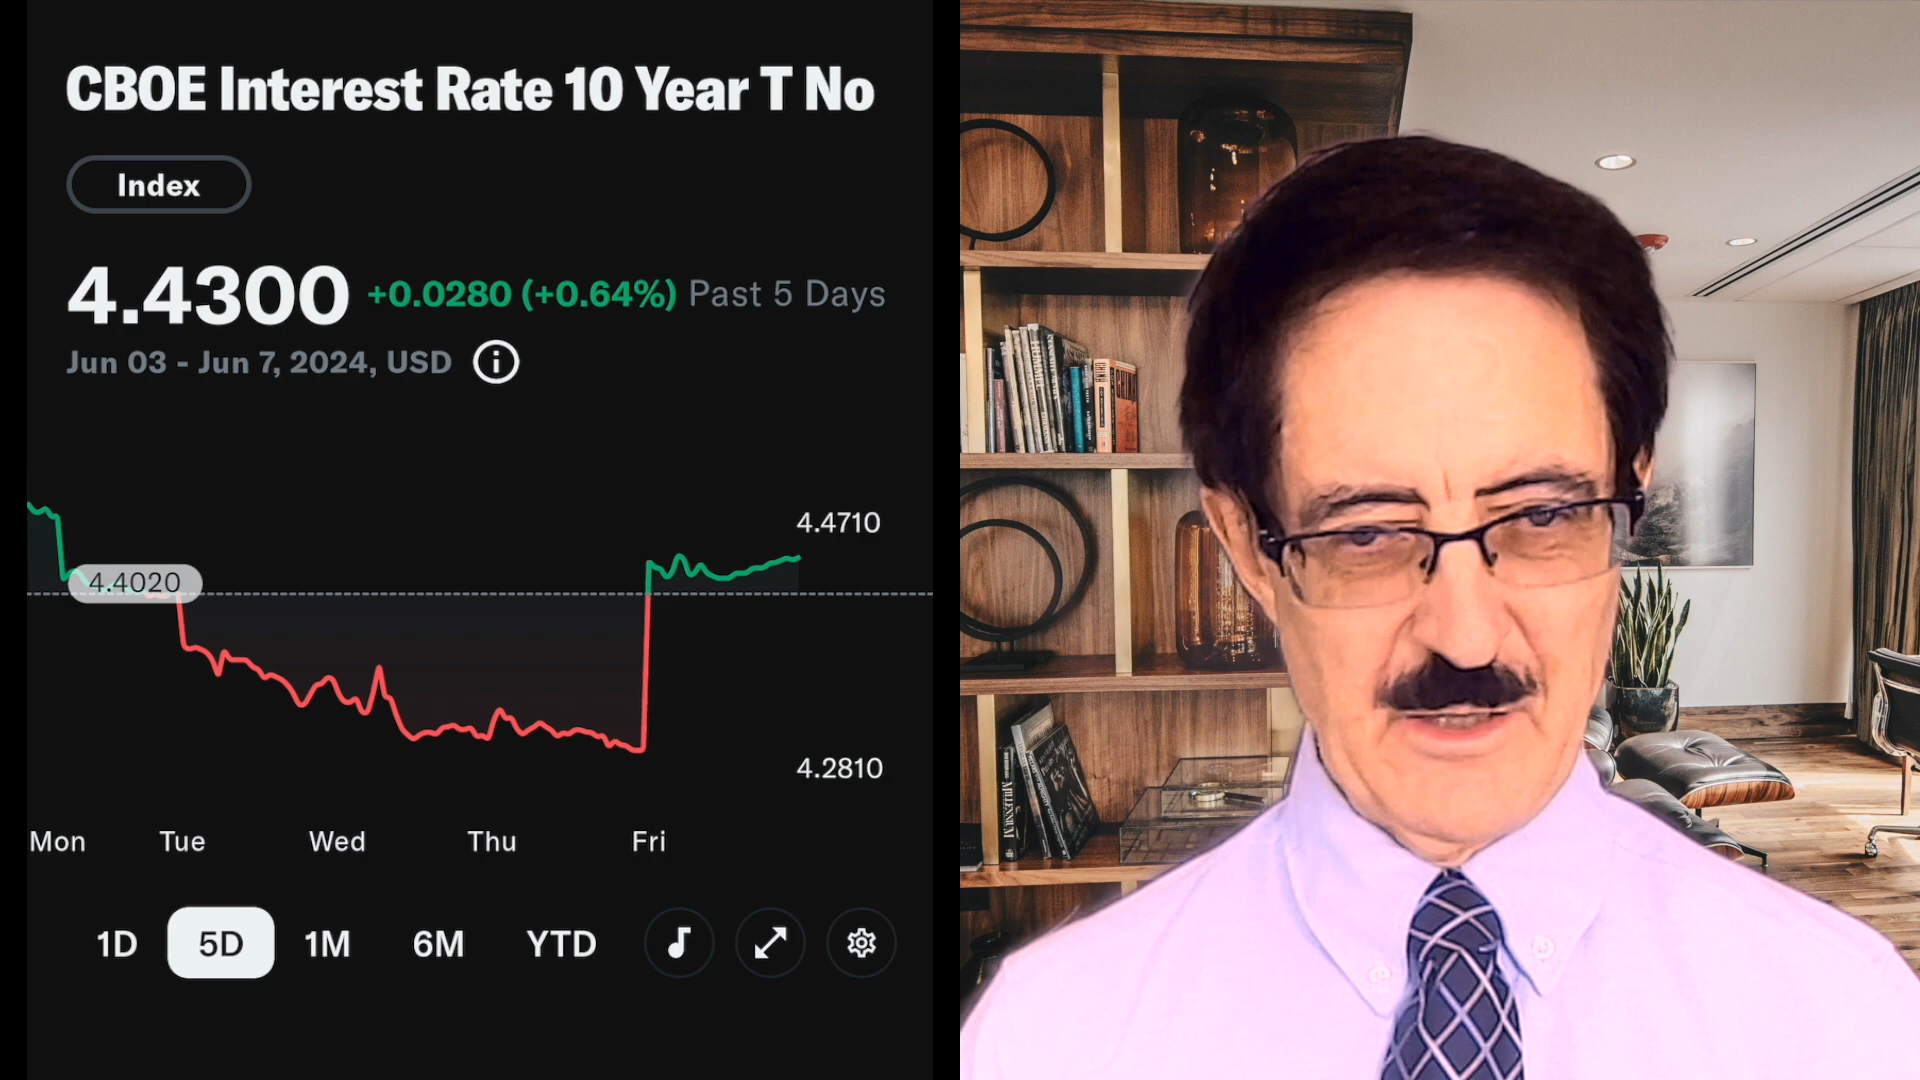 CBOE Interest Rate 10 Year T No
Index
4.4300 +0.0280 (+0.64%) Past 5 Days
Jun 03 - Jun 7, 2024, USD
4.4710
4.4020
4.2810
Mon Tue Wed Thu Fri
1D 5D 1M 6M YTD
MILLENNIUM